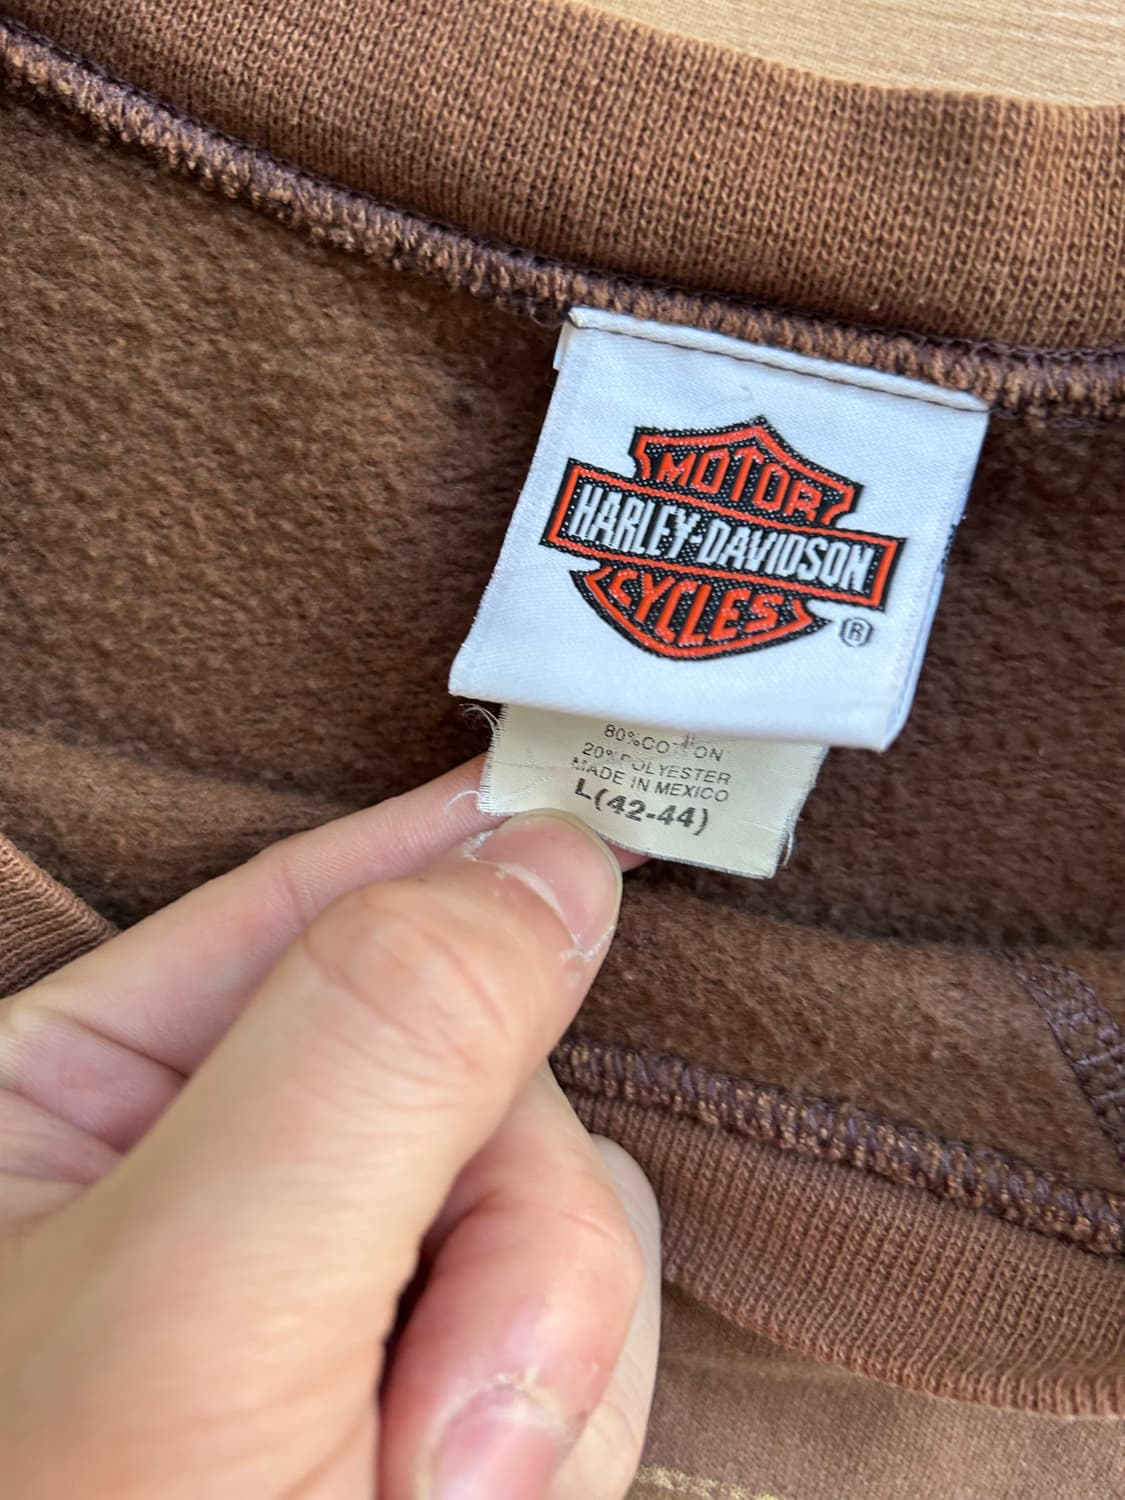 MOTOR
HARLEY-DAVIDSON
CYCLES
®
80% COTTON
20% POLYESTER
MADE IN MEXICO
L(42-44)